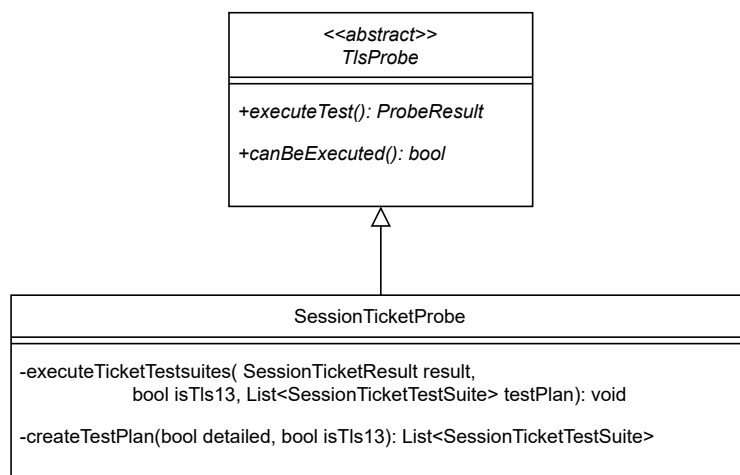 <<abstract>>
TlsProbe
+executeTest(): ProbeResult
+canBeExecuted(): bool
SessionTicketProbe
-executeTicketTestsuites( SessionTicketResult result,
bool isTls13, List<SessionTicketTestSuite> testPlan): void
-createTestPlan(bool detailed, bool isTls13): List<SessionTicketTestSuite>